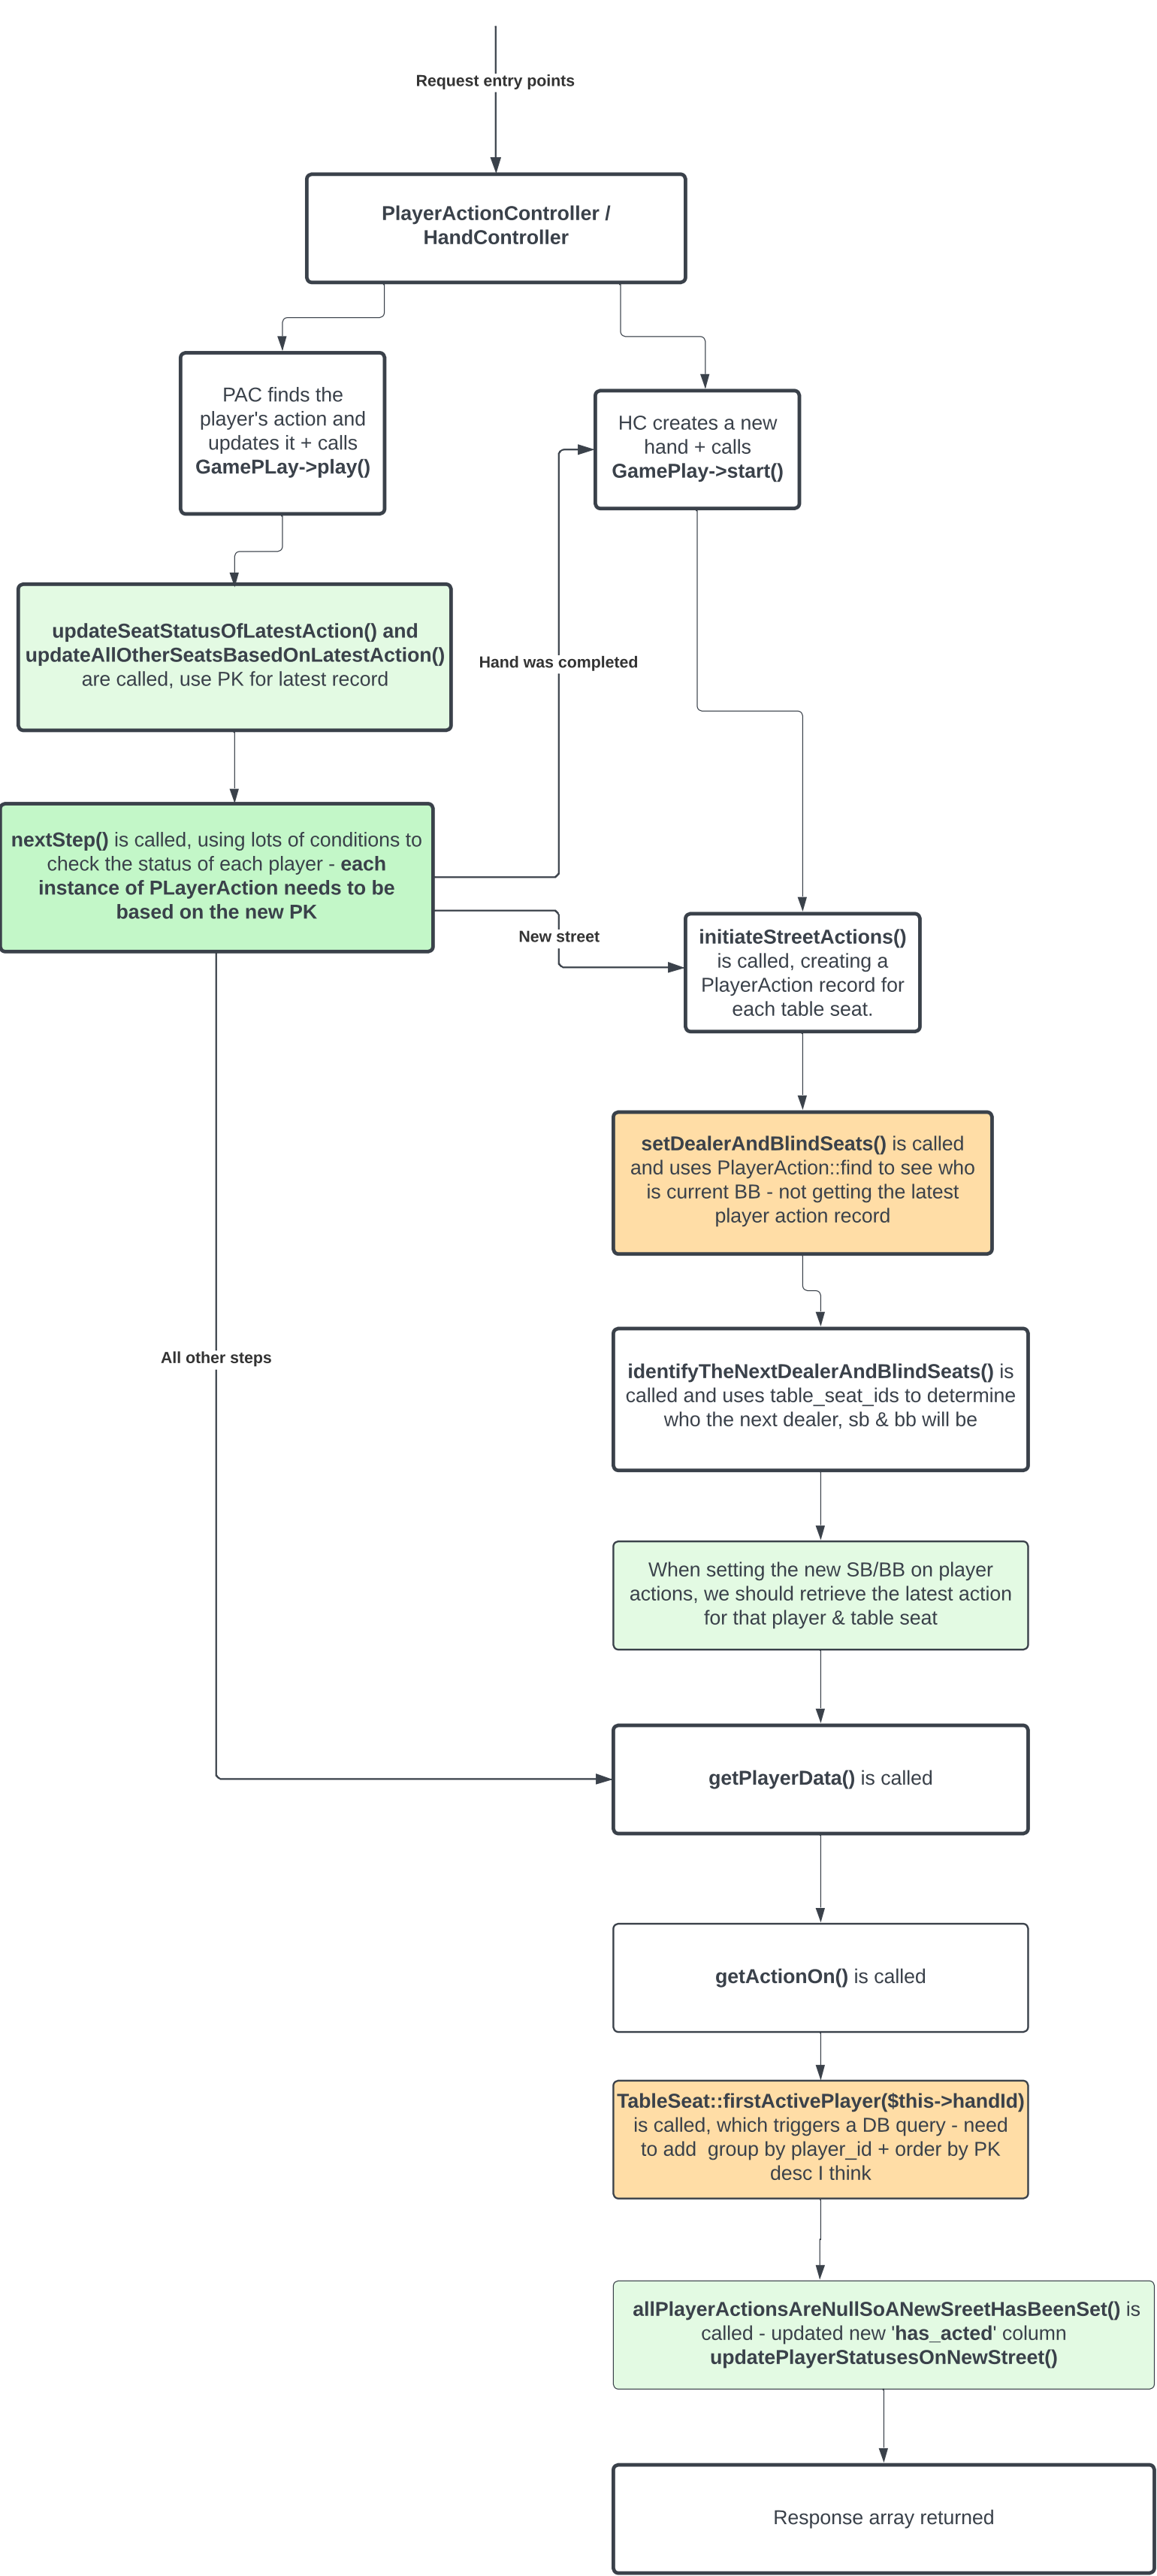 Request entry points
PlayerActionController /
HandController
PAC finds the
player's action and
updates it + calls
GamePLay->play()
HC creates a new
hand + calls
GamePlay->start()
updateSeatStatusOfLatestAction() and
updateAllOtherSeatsBasedOnLatestAction()
are called, use PK for latest record
Hand was completed
nextStep() is called, using lots of conditions to
check the status of each player - each
instance of PLayerAction needs to be
based on the new PK
New street
initiateStreetActions()
is called, creating a
PlayerAction record for
each table seat.
setDealerAndBlindSeats() is called
and uses PlayerAction::find to see who
is current BB - not getting the latest
player action record
All other steps
identifyTheNextDealerAndBlindSeats() is
called and uses table_seat_ids to determine
who the next dealer, sb & bb will be
When setting the new SB/BB on player
actions, we should retrieve the latest action
for that player & table seat
getPlayerData() is called
getActionOn() is called
TableSeat::firstActivePlayer($this->handId)
is called, which triggers a DB query - need
to add  group by player_id + order by PK
desc I think
allPlayerActionsAreNullSoANewSreetHasBeenSet() is
called - updated new 'has_acted' column
updatePlayerStatusesOnNewStreet()
Response array returned